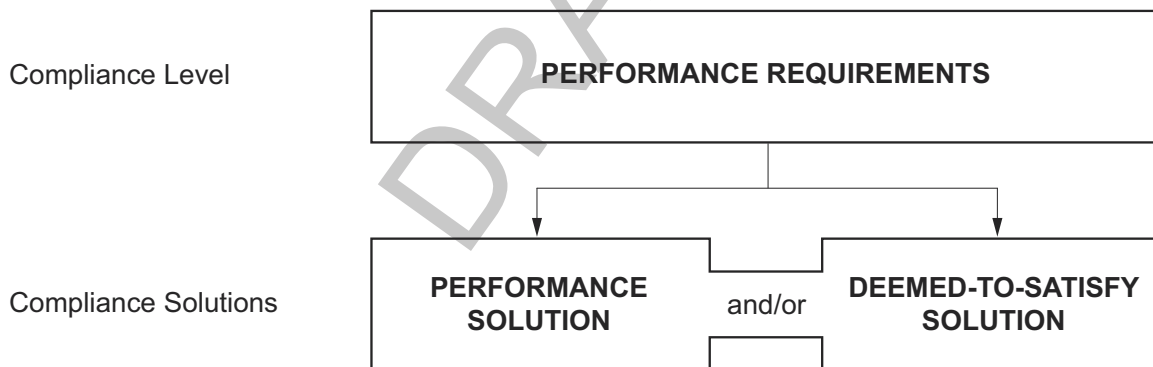 Compliance Level
PERFORMANCE REQUIREMENTS
Compliance Solutions
PERFORMANCE
SOLUTION
and/or
DEEMED-TO-SATISFY
SOLUTION